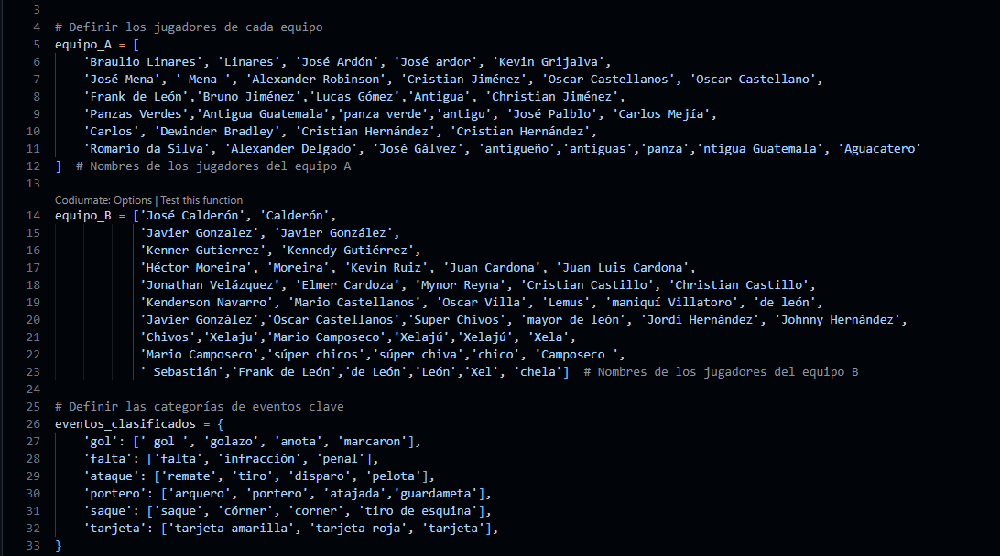 3
4 # Definir los jugadores de cada equipo
5 equipo_A = [
6 'Braulio Linares', 'Linares', 'José Ardón', 'José ardor', 'Kevin Grijalva',
7 'José Mena', ' Mena ', 'Alexander Robinson', 'Cristian Jiménez', 'Oscar Castellanos', 'Oscar Castellano',
8 'Frank de León','Bruno Jiménez','Lucas Gómez','Antigua', 'Christian Jiménez',
9 'Panzas Verdes','Antigua Guatemala','panza verde','antigu', 'José Palblo', 'Carlos Mejía',
10 'Carlos', 'Dewinder Bradley', 'Cristian Hernández', 'Cristian Hernández',
11 'Romario da Silva', 'Alexander Delgado', 'José Gálvez', 'antigueño','antiguas','panza','ntigua Guatemala', 'Aguacatero'
12 ]  # Nombres de los jugadores del equipo A
13
Codiumate: Options | Test this function
14 equipo_B = ['José Calderón', 'Calderón',
15 'Javier Gonzalez', 'Javier González',
16 'Kenner Gutierrez', 'Kennedy Gutiérrez',
17 'Héctor Moreira', 'Moreira', 'Kevin Ruiz', 'Juan Cardona', 'Juan Luis Cardona',
18 'Jonathan Velázquez', 'Elmer Cardoza', 'Mynor Reyna', 'Cristian Castillo', 'Christian Castillo',
19 'Kenderson Navarro', 'Mario Castellanos', 'Oscar Villa', 'Lemus', 'maniquí Villatoro', 'de león',
20 'Javier González','Oscar Castellanos','Super Chivos', 'mayor de león', 'Jordi Hernández', 'Johnny Hernández',
21 'Chivos','Xelaju','Mario Camposeco','Xelajú','Xelajú', 'Xela',
22 'Mario Camposeco','súper chicos','súper chiva','chico', 'Camposeco ',
23 ' Sebastián','Frank de León','de León','León','Xel', 'chela']  # Nombres de los jugadores del equipo B
24
25 # Definir las categorías de eventos clave
26 eventos_clasificados = {
27 'gol': [' gol ', 'golazo', 'anota', 'marcaron'],
28 'falta': ['falta', 'infracción', 'penal'],
29 'ataque': ['remate', 'tiro', 'disparo', 'pelota'],
30 'portero': ['arquero', 'portero', 'atajada','guardameta'],
31 'saque': ['saque', 'córner', 'corner', 'tiro de esquina'],
32 'tarjeta': ['tarjeta amarilla', 'tarjeta roja', 'tarjeta'],
33 }